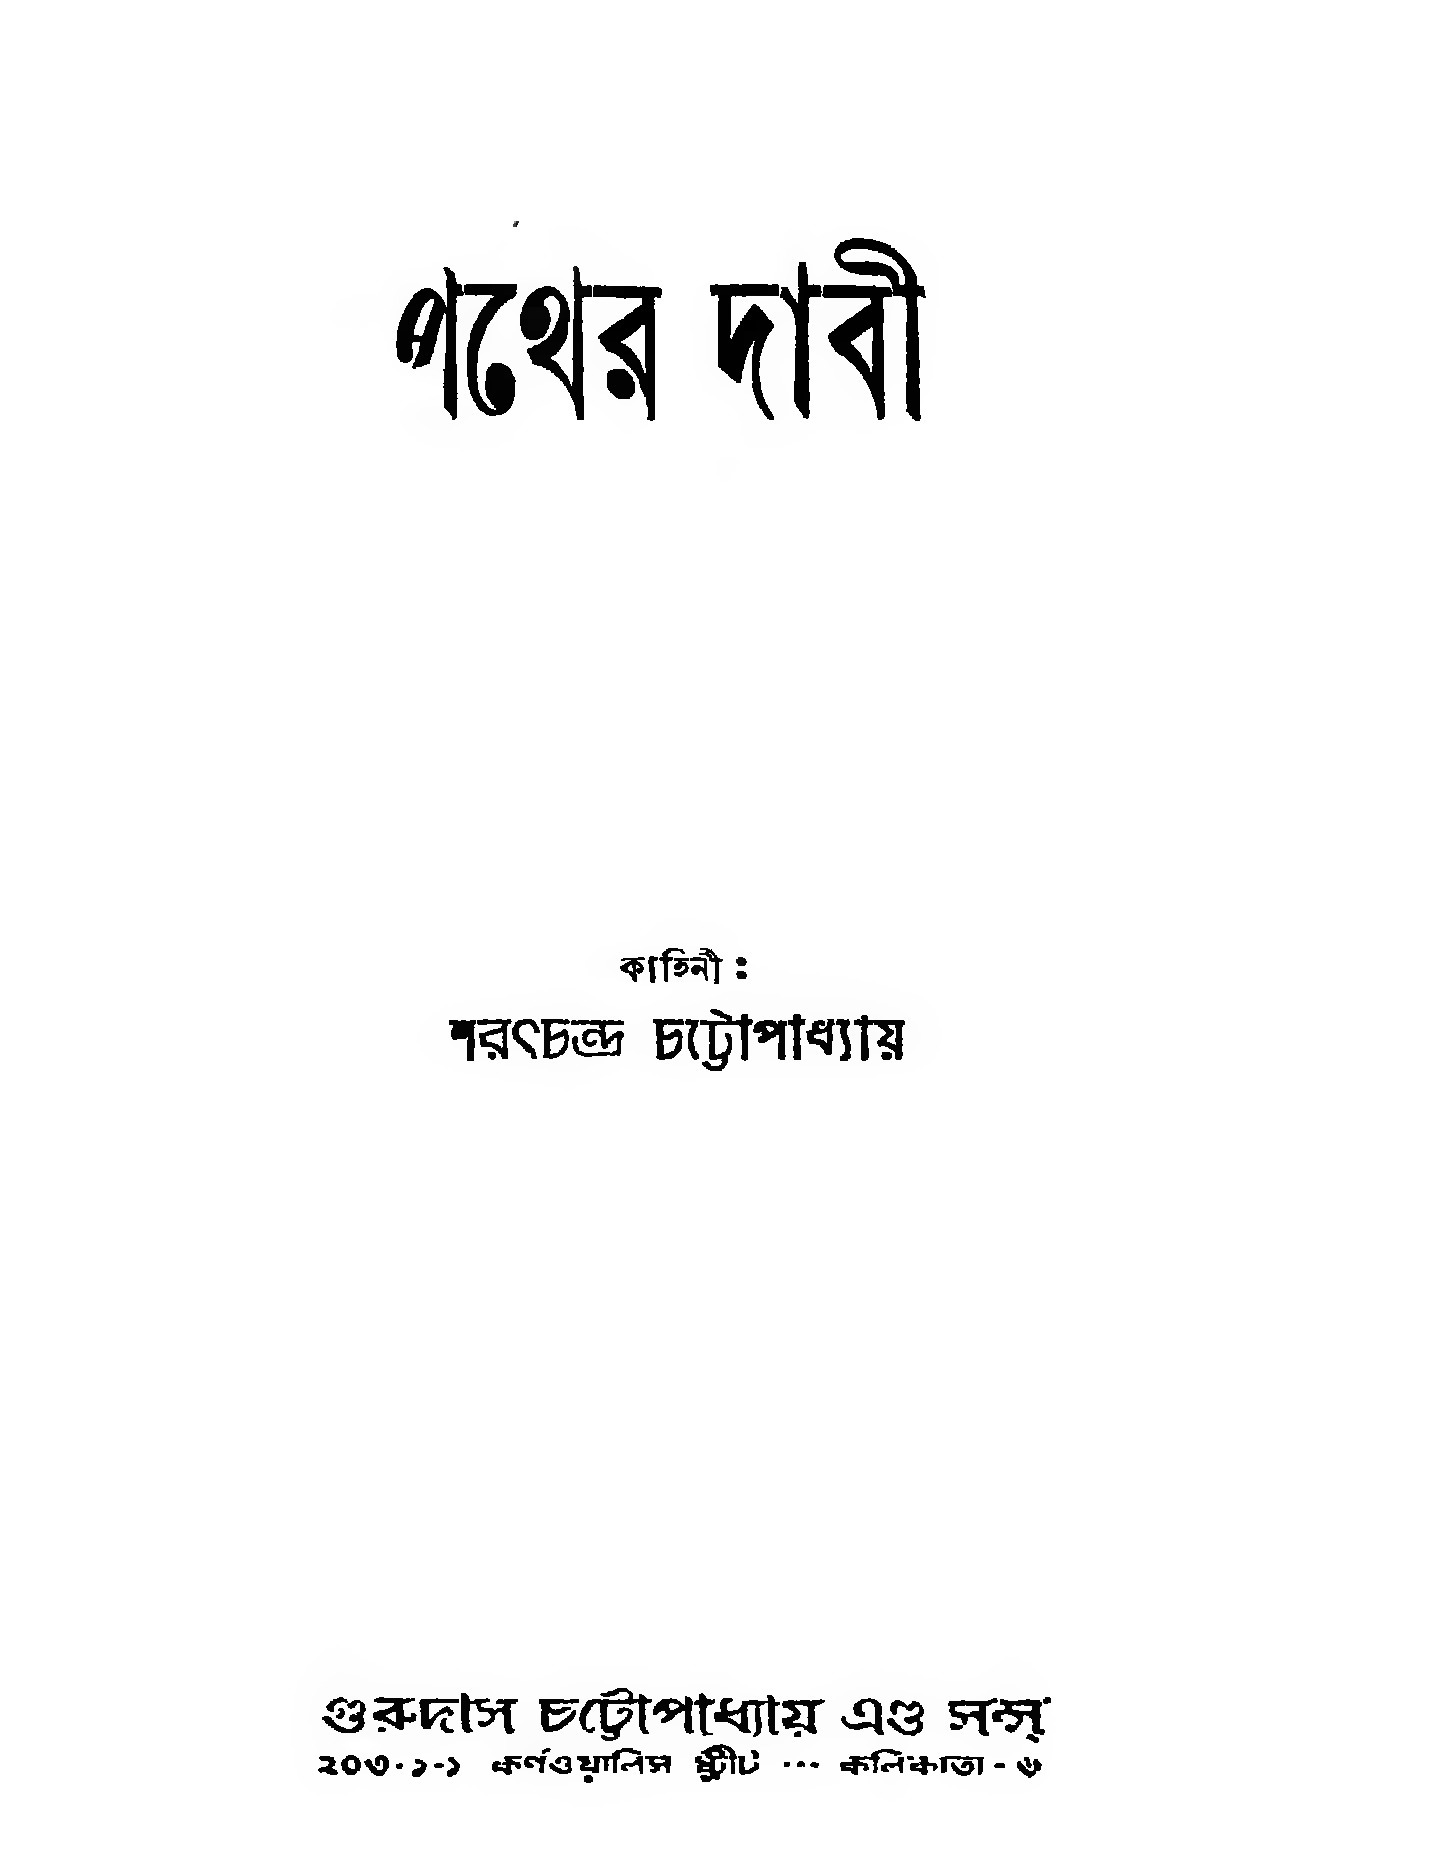 পথের দাবী
কাহিনী :
শরৎচন্দ্র চট্টোপাধ্যায়
গুরুদাস চট্টোপাধ্যায় এণ্ড সন্স্
২০৩-১-১ কর্ণওয়ালিস ষ্ট্রীট ... কলিকাতা - ৬